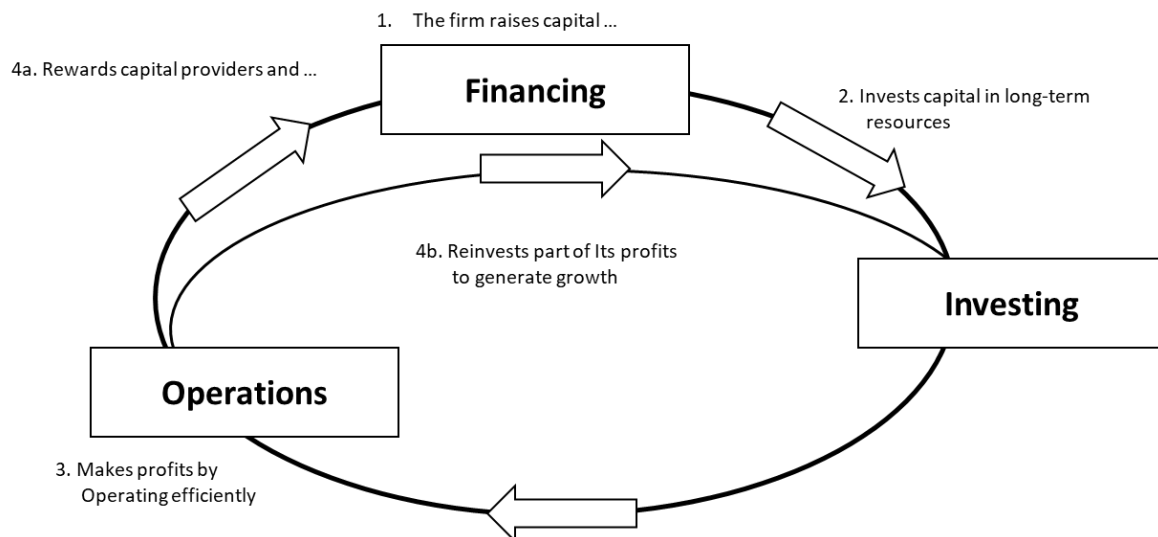 1. The firm raises capital ...
4a. Rewards capital providers and ...
Financing
2. Invests capital in long-term
resources
4b. Reinvests part of Its profits
to generate growth
Investing
Operations
3. Makes profits by
Operating efficiently